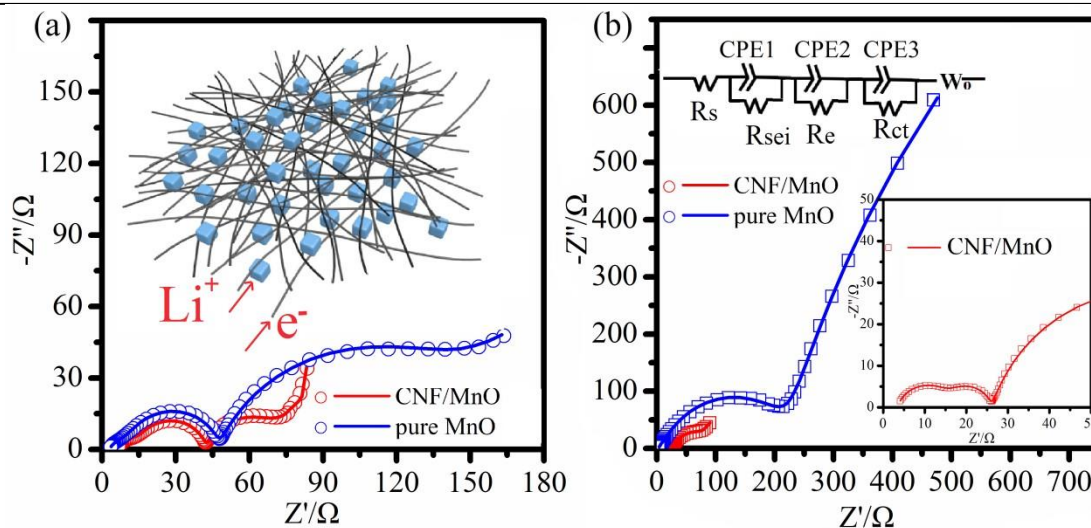 (a)
150
120
90
60
30
0
-Z"/Ω
Li⁺
e⁻
CNF/MnO
pure MnO
0 30 60 90 120 150 180
Z'/Ω
(b)
CPE1 CPE2 CPE3
Rs Rsei Re Rct Wo
600
500
400
300
200
100
0
-Z"/Ω
CNF/MnO
pure MnO
50
40
30
20
10
0
-Z"/Ω
CNF/MnO
0 10 20 30 40 50
Z'/Ω
0 100 200 300 400 500 600 700
Z'/Ω